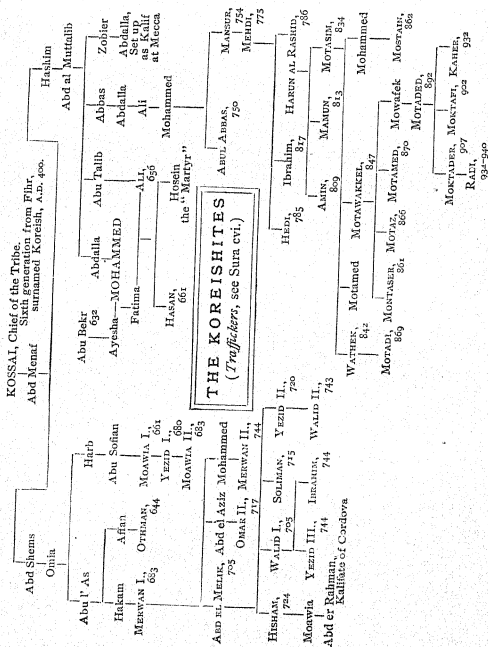 KOSSAI, Chief of the Tribe.
Sixth generation from Fihr,
surnamed Koreish, A.D. 400.
Abd Menaf
Abd Shems
Hashim
Omia
Abd al Muttalib
Abu l' As
Harb
Abu Bekr
632
Abdalla
Abu Talib
Abbas
Zobier
Hakam
Affan
Abu Sofian
Ayesha—MOHAMMED
Abdalla
Abdalla,
Set up
as Kalif
at Mecca
MERWAN I.,
683
OTHMAN,
644
MOAWIA I.,
661
YEZID I.,
680
MOAWIA II.,
683
Fatima
ALI,
656
Ali
HASAN,
661
Hosein
the "Martyr"
Mohammed
ABD EL MELIK,
705
Abd el Aziz
Mohammed
OMAR II.,
717
MERWAN II.,
744
THE KOREISHITES
(Traffickers, see Sura cvi.)
ABUL ABBAS,
750
MANSUR,
754
MEHDI,
775
HISHAM,
724
WALID I.,
705
SOLIMAN,
715
YEZID II.,
720
HEDI,
785
Ibrahim,
817
HARUN AL RASHID,
786
Moawia
YEZID III.,
744
IBRAHIM,
744
WALID II.,
743
Abd er Rahman,
Kalifate of Cordova
AMIN,
809
MAMUN,
813
MOTASIM,
834
WATHEK,
842
Motamed
MOTAWAKKEL,
847
Mohammed
MOTADI,
869
MONTASER,
861
MOTAZ,
866
MOTAMED,
870
Mowafek
MOSTAIN,
862
MOTADED,
892
MOKTADER,
907
MOKTAFI,
902
KAHER,
932
RADI,
932-940